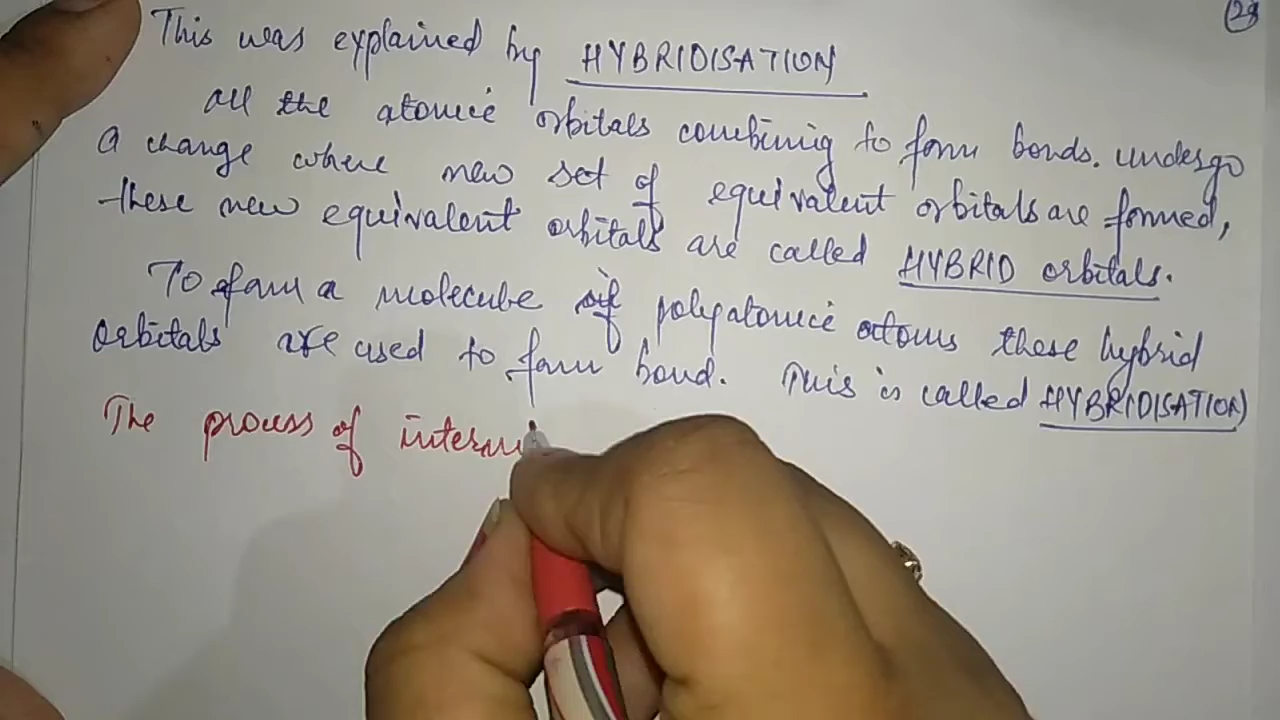 29
This was explained by HYBRIDISATION
all the atomic orbitals combining to form bonds. undergo
a change where new set of equivalent orbitals are formed,
these new equivalent orbitals are called HYBRID orbitals.
To form a molecule of polyatomic atoms these hybrid
orbitals are used to form bond. This is called HYBRIDISATION
The process of interm